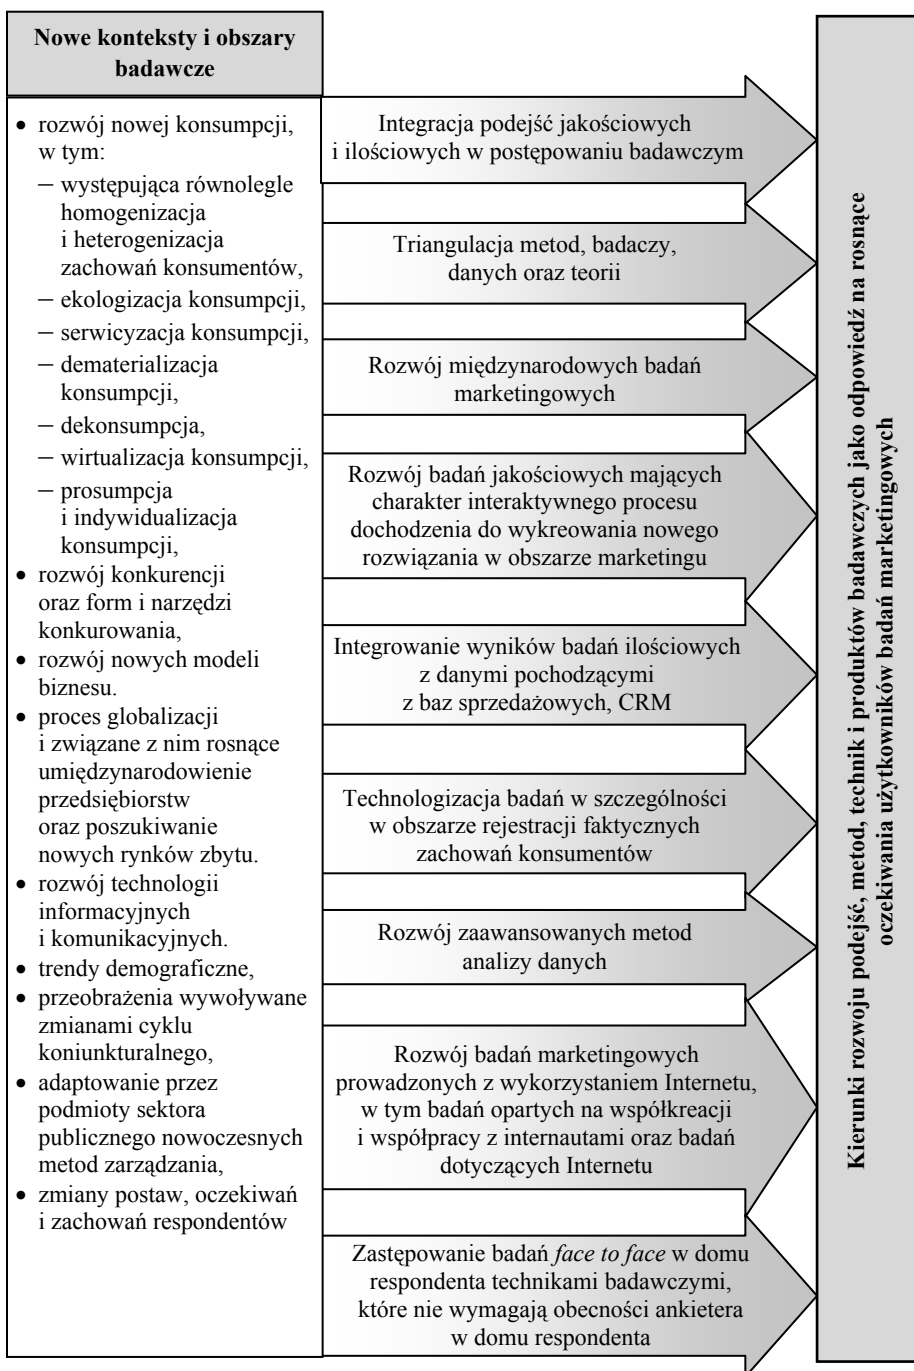 Nowe konteksty i obszary
badawcze
• rozwój nowej konsumpcji,
w tym:
– występująca równolegle
homogenizacja
i heterogenizacja
zachowań konsumentów,
– ekologizacja konsumpcji,
– serwicyzacja konsumpcji,
– dematerializacja
konsumpcji,
– dekonsumpcja,
– wirtualizacja konsumpcji,
– prosumpcja
i indywidualizacja
konsumpcji,
• rozwój konkurencji
oraz form i narzędzi
konkurowania,
• rozwój nowych modeli
biznesu.
• proces globalizacji
i związane z nim rosnące
umiędzynarodowienie
przedsiębiorstw
oraz poszukiwanie
nowych rynków zbytu.
• rozwój technologii
informacyjnych
i komunikacyjnych.
• trendy demograficzne,
• przeobrażenia wywoływane
zmianami cyklu
koniunkturalnego,
• adaptowanie przez
podmioty sektora
publicznego nowoczesnych
metod zarządzania,
• zmiany postaw, oczekiwań
i zachowań respondentów
Integracja podejść jakościowych
i ilościowych w postępowaniu badawczym
Triangulacja metod, badaczy,
danych oraz teorii
Rozwój międzynarodowych badań
marketingowych
Rozwój badań jakościowych mających
charakter interaktywnego procesu
dochodzenia do wykreowania nowego
rozwiązania w obszarze marketingu
Integrowanie wyników badań ilościowych
z danymi pochodzącymi
z baz sprzedażowych, CRM
Technologizacja badań w szczególności
w obszarze rejestracji faktycznych
zachowań konsumentów
Rozwój zaawansowanych metod
analizy danych
Rozwój badań marketingowych
prowadzonych z wykorzystaniem Internetu,
w tym badań opartych na współkreacji
i współpracy z internautami oraz badań
dotyczących Internetu
Zastępowanie badań face to face w domu
respondenta technikami badawczymi,
które nie wymagają obecności ankietera
w domu respondenta
Kierunki rozwoju podejść, metod, technik i produktów badawczych jako odpowiedź na rosnące
oczekiwania użytkowników badań marketingowych